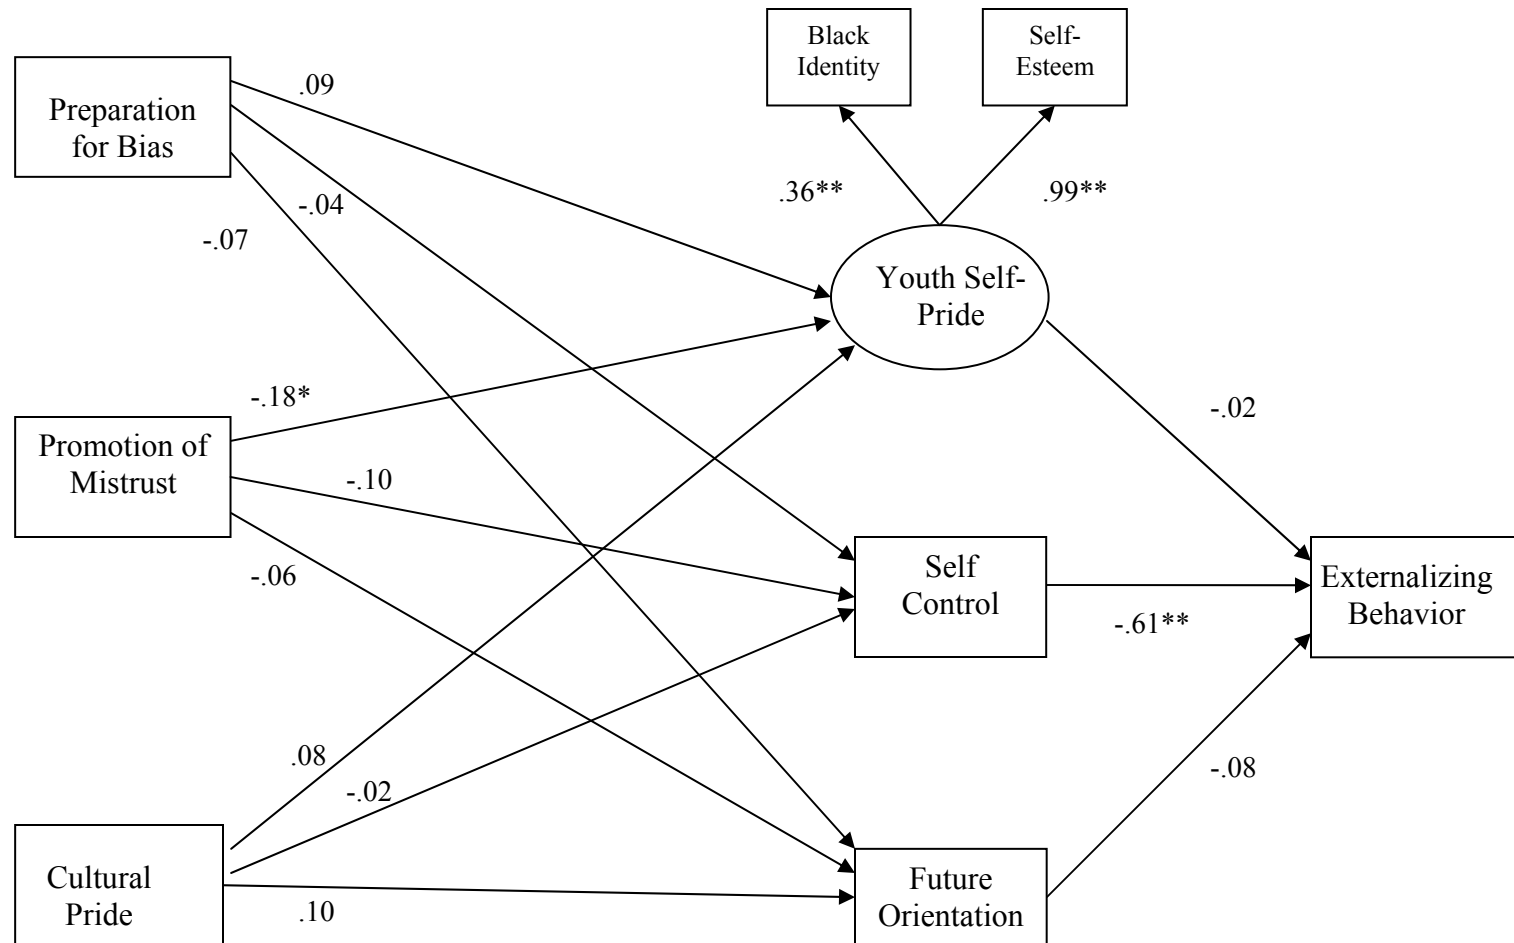 Black
Identity
Self-
Esteem
Preparation
for Bias
.09
-.04
-.07
.36**
.99**
Youth Self-
Pride
-.18*
Promotion of
Mistrust
-.10
-.06
-.02
Self
Control
-.61**
Externalizing
Behavior
.08
-.02
-.08
Cultural
Pride
.10
Future
Orientation